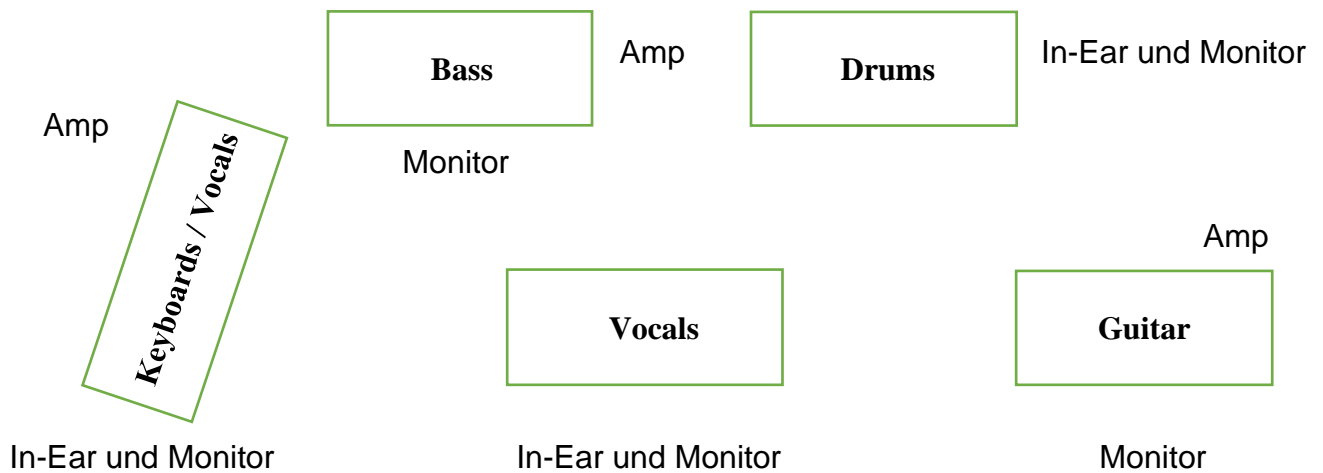 Bass
Amp
Drums
In-Ear und Monitor
Amp
Keyboards / Vocals
Monitor
Amp
Vocals
Guitar
In-Ear und Monitor
In-Ear und Monitor
Monitor